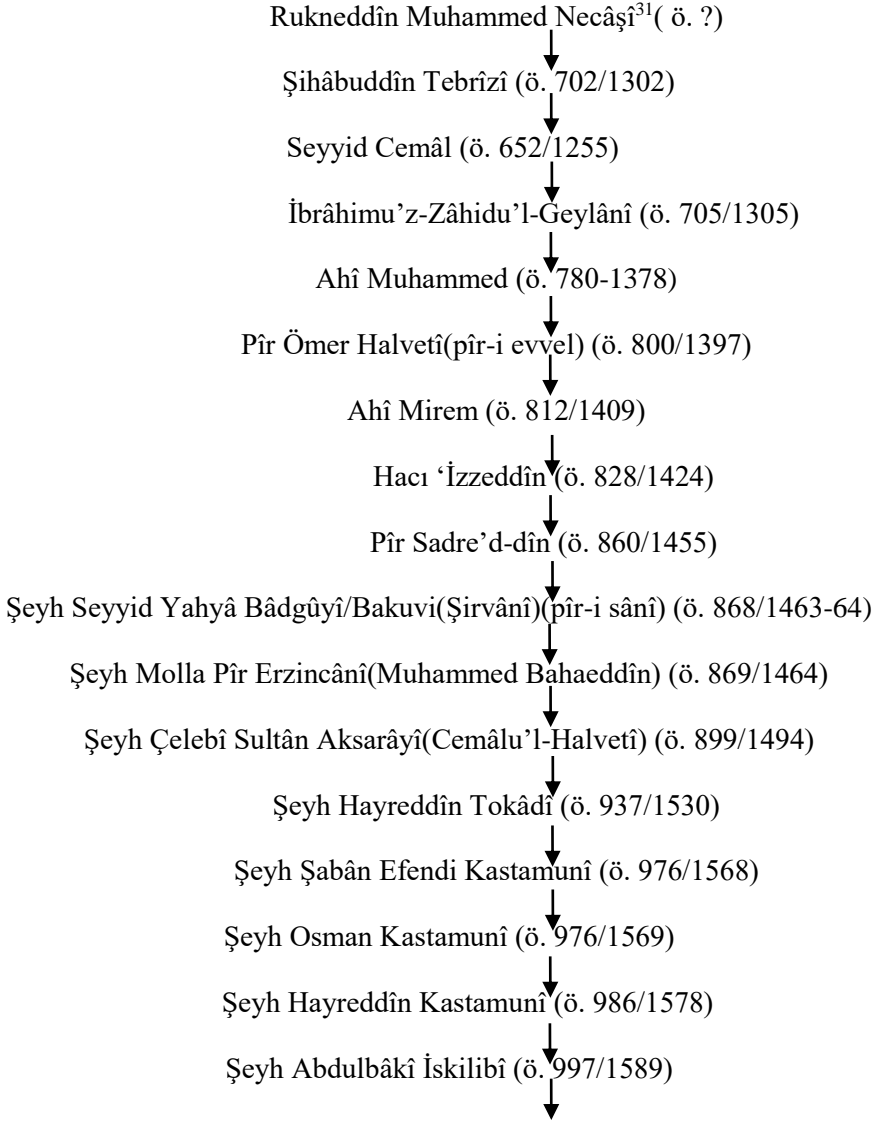 Rukneddîn Muhammed Necâşî31( ö. ?)
Şihâbuddîn Tebrîzî (ö. 702/1302)
Seyyid Cemâl (ö. 652/1255)
İbrâhimu’z-Zâhidu’l-Geylânî (ö. 705/1305)
Ahî Muhammed (ö. 780-1378)
Pîr Ömer Halvetî(pîr-i evvel) (ö. 800/1397)
Ahî Mirem (ö. 812/1409)
Hacı ‘İzzeddîn (ö. 828/1424)
Pîr Sadre’d-dîn (ö. 860/1455)
Şeyh Seyyid Yahyâ Bâdgûyî/Bakuvi(Şirvânî)(pîr-i sânî) (ö. 868/1463-64)
Şeyh Molla Pîr Erzincânî(Muhammed Bahaeddîn) (ö. 869/1464)
Şeyh Çelebî Sultân Aksarâyî(Cemâlu’l-Halvetî) (ö. 899/1494)
Şeyh Hayreddîn Tokâdî (ö. 937/1530)
Şeyh Şabân Efendi Kastamunî (ö. 976/1568)
Şeyh Osman Kastamunî (ö. 976/1569)
Şeyh Hayreddîn Kastamunî (ö. 986/1578)
Şeyh Abdulbâkî İskilibî (ö. 997/1589)